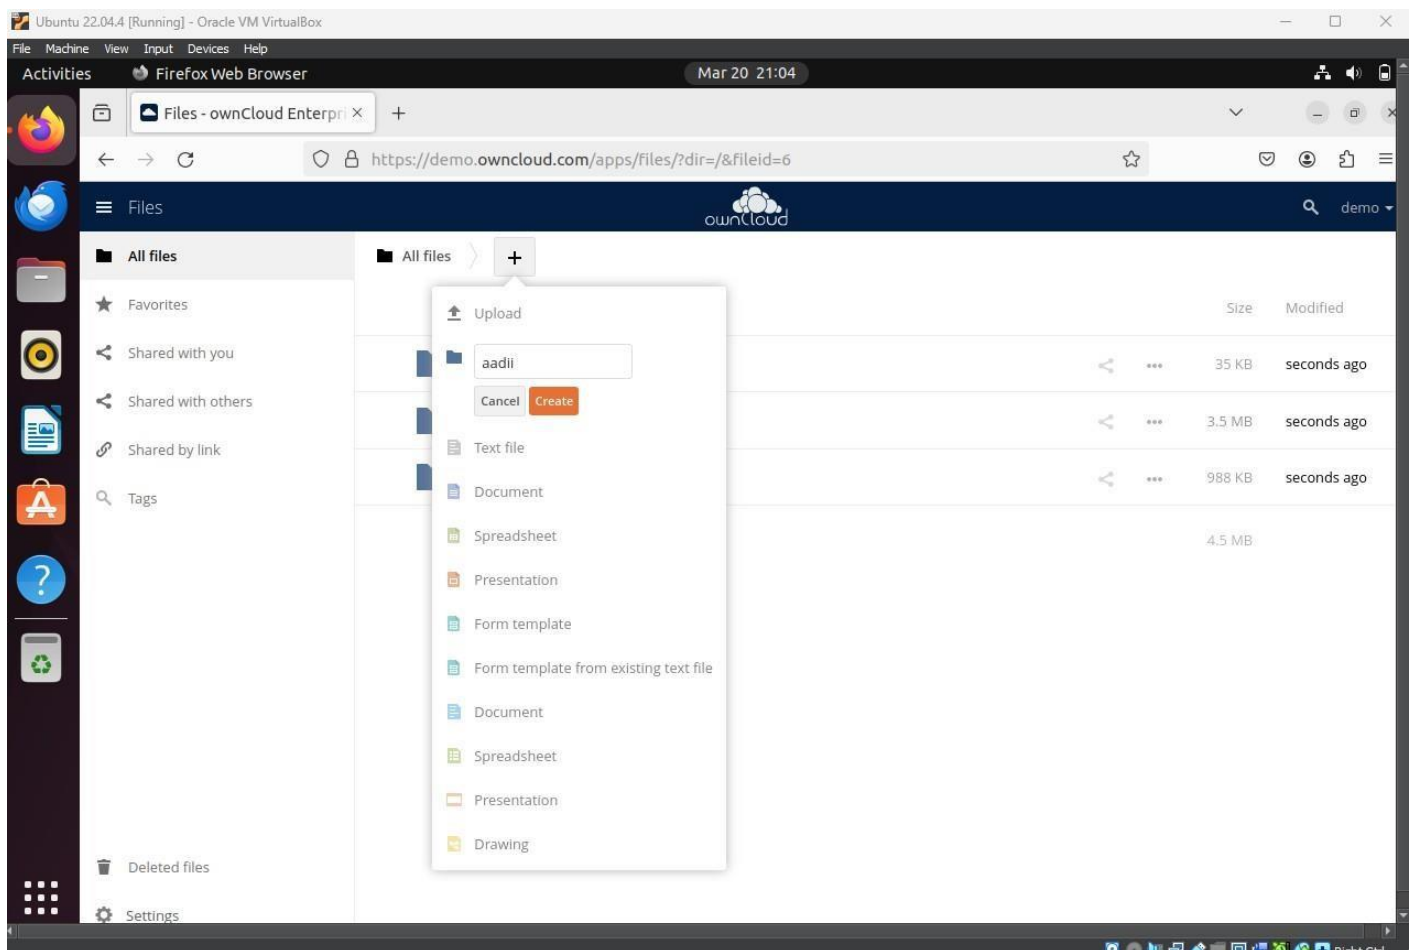 Ubuntu 22.04.4 [Running] - Oracle VM VirtualBox
File Machine View Input Devices Help
Activities Firefox Web Browser Mar 20 21:04
Files - ownCloud Enterpri
https://demo.owncloud.com/apps/files/?dir=/&fileid=6
Files ownCloud demo
All files
Favorites
Shared with you
Shared with others
Shared by link
Tags
Deleted files
Settings
All files +
Upload
aadii
Cancel Create
Text file
Document
Spreadsheet
Presentation
Form template
Form template from existing text file
Document
Spreadsheet
Presentation
Drawing
Size Modified
35 KB seconds ago
3.5 MB seconds ago
988 KB seconds ago
4.5 MB
Right Ctrl